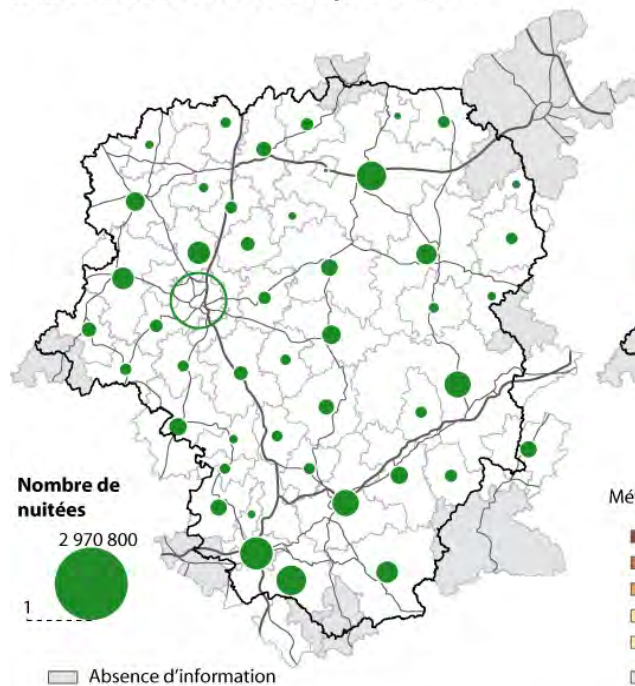 Nombre de
nuitées
2 970 800
1
Absence d'information
Mé